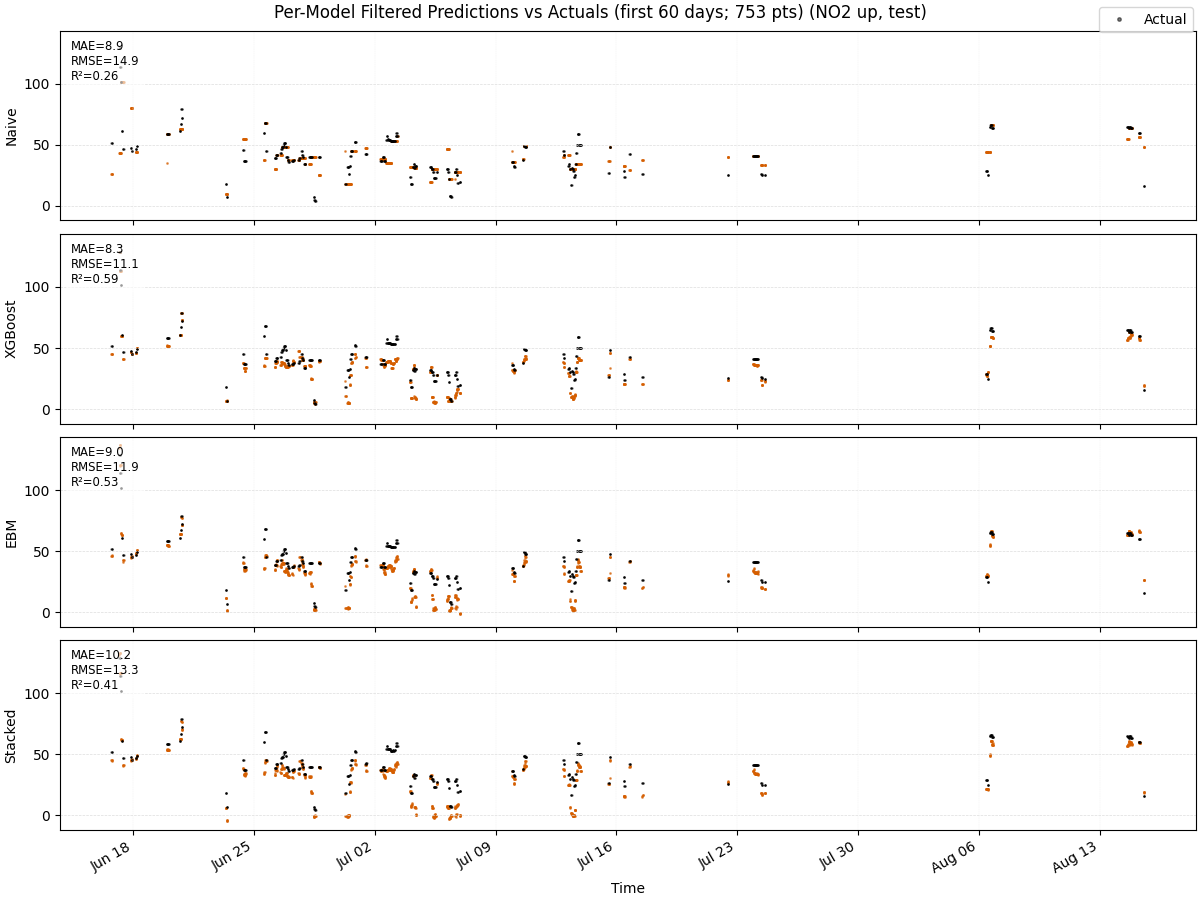 Per-Model Filtered Predictions vs Actuals (first 60 days; 753 pts) (NO2 up, test)
Actual
MAE=8.9
RMSE=14.9
R²=0.26
100
50
0
Naive
MAE=8.3
RMSE=11.1
R²=0.59
100
50
0
XGBoost
MAE=9.0
RMSE=11.9
R²=0.53
100
50
0
EBM
MAE=10.2
RMSE=13.3
R²=0.41
100
50
0
Stacked
Jun 18 Jun 25 Jul 02 Jul 09 Jul 16 Jul 23 Jul 30 Aug 06 Aug 13
Time